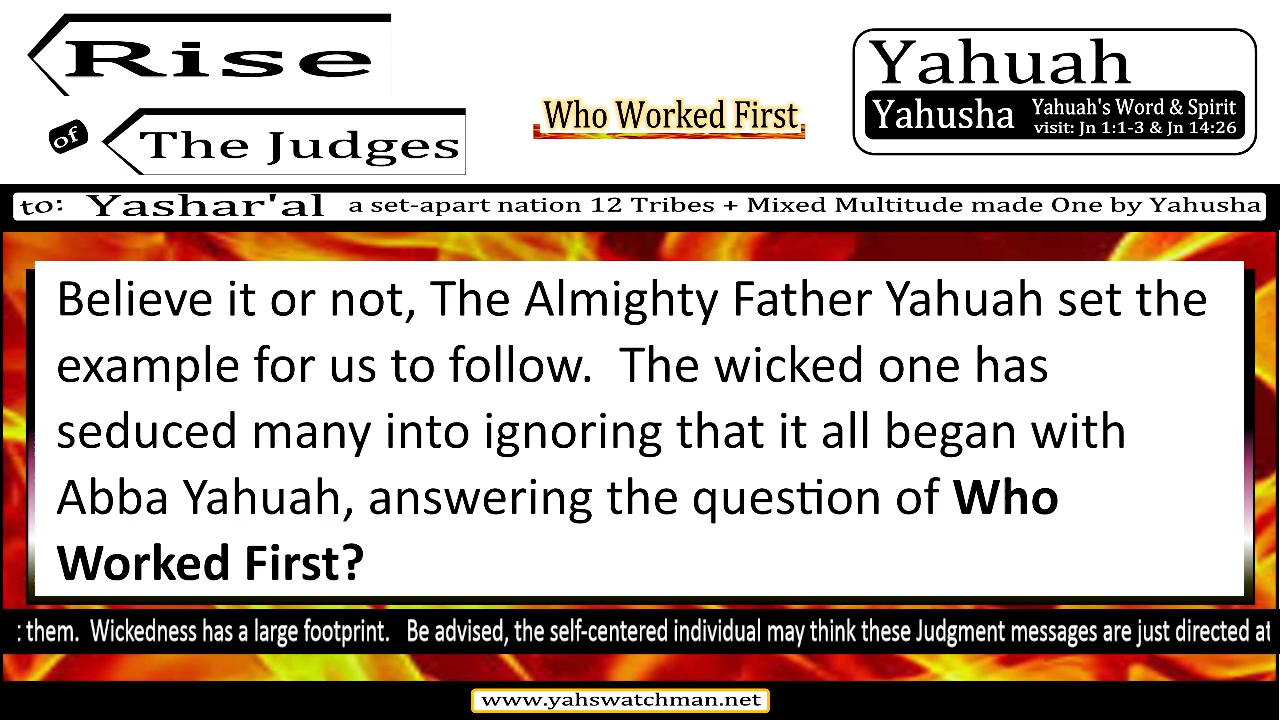 Rise
of The Judges
Who Worked First
Yahuah
Yahusha Yahuah's Word & Spirit
visit: Jn 1:1-3 & Jn 14:26
to: Yashar'al a set-apart nation 12 Tribes + Mixed Multitude made One by Yahusha
Believe it or not, The Almighty Father Yahuah set the
example for us to follow.  The wicked one has
seduced many into ignoring that it all began with
Abba Yahuah, answering the question of Who
Worked First?
: them.  Wickedness has a large footprint.   Be advised, the self-centered individual may think these Judgment messages are just directed at
www.yahswatchman.net